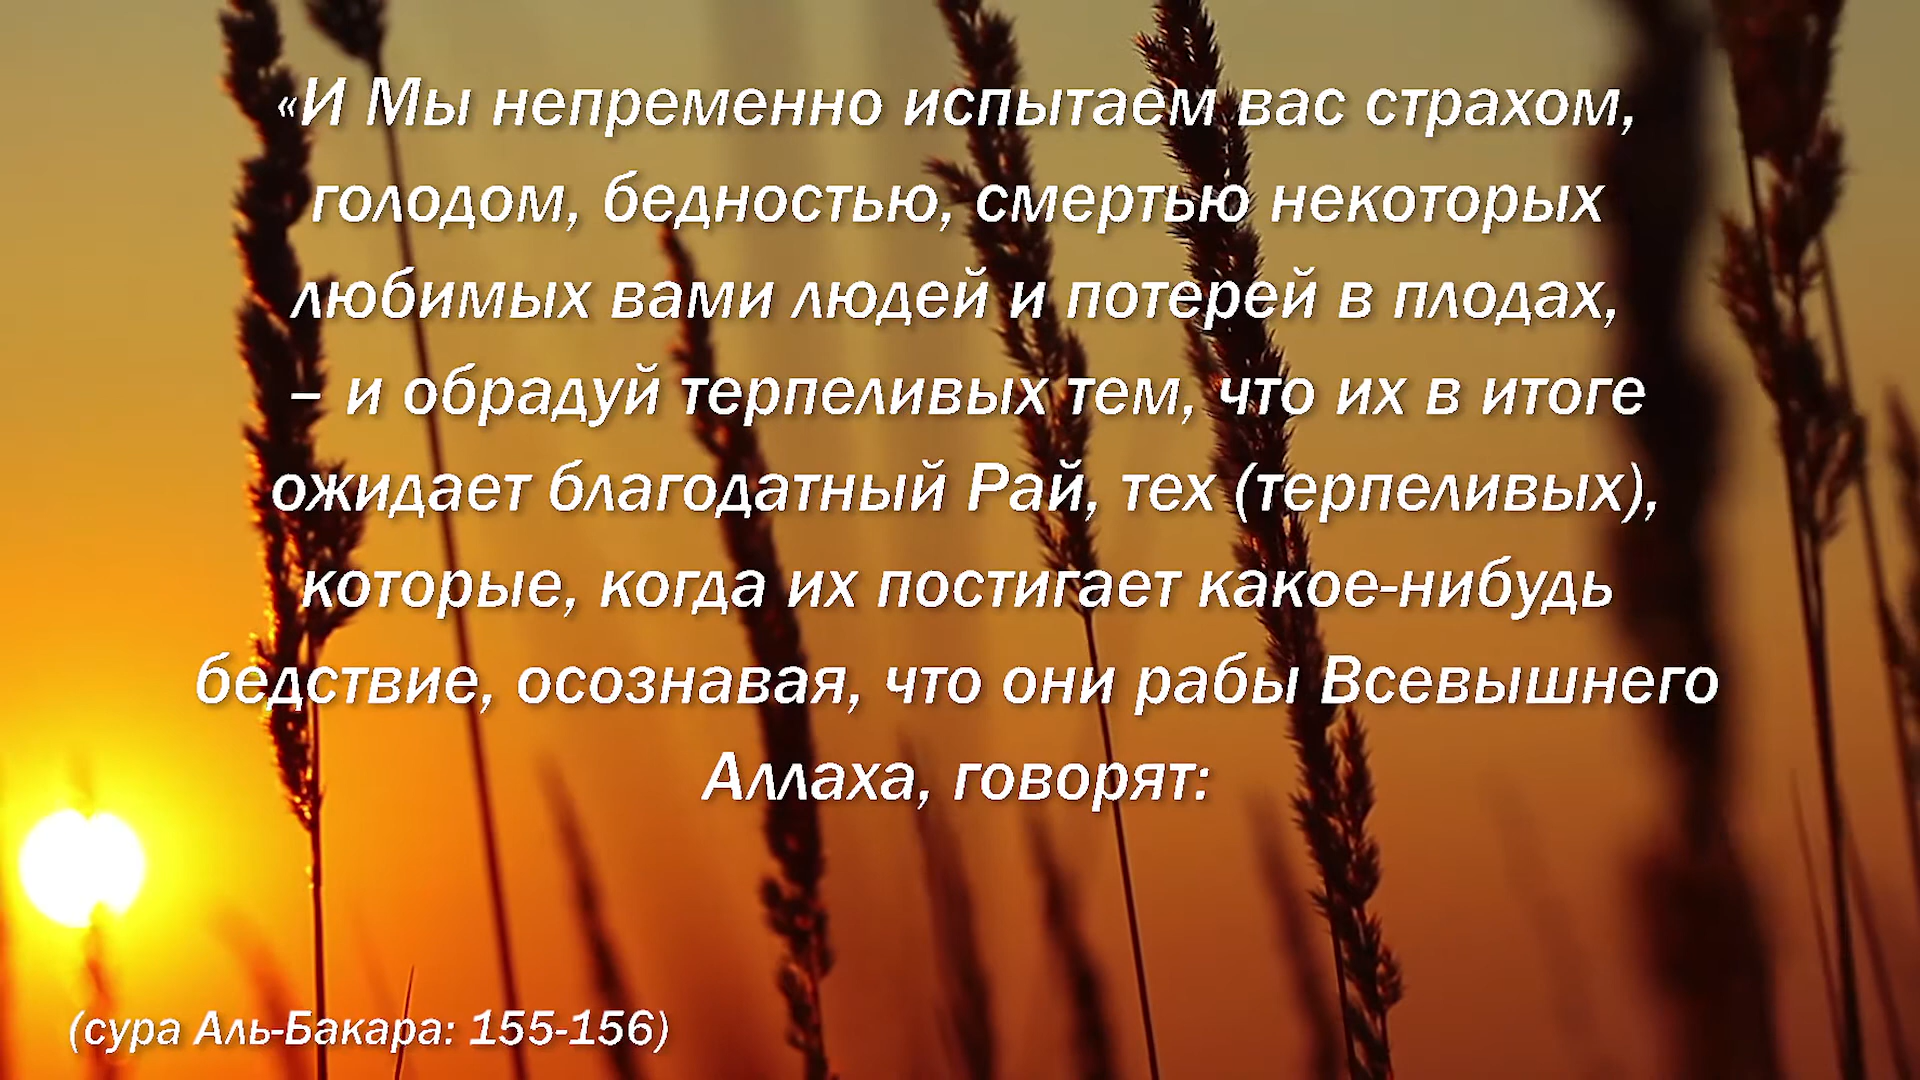 «И Мы непременно испытаем вас страхом,
голодом, бедностью, смертью некоторых
любимых вами людей и потерей в плодах,
– и обрадуй терпеливых тем, что их в итоге
ожидает благодатный Рай, тех (терпеливых),
которые, когда их постигает какое-нибудь
бедствие, осознавая, что они рабы Всевышнего
Аллаха, говорят:
(сура Аль-Бакара: 155-156)